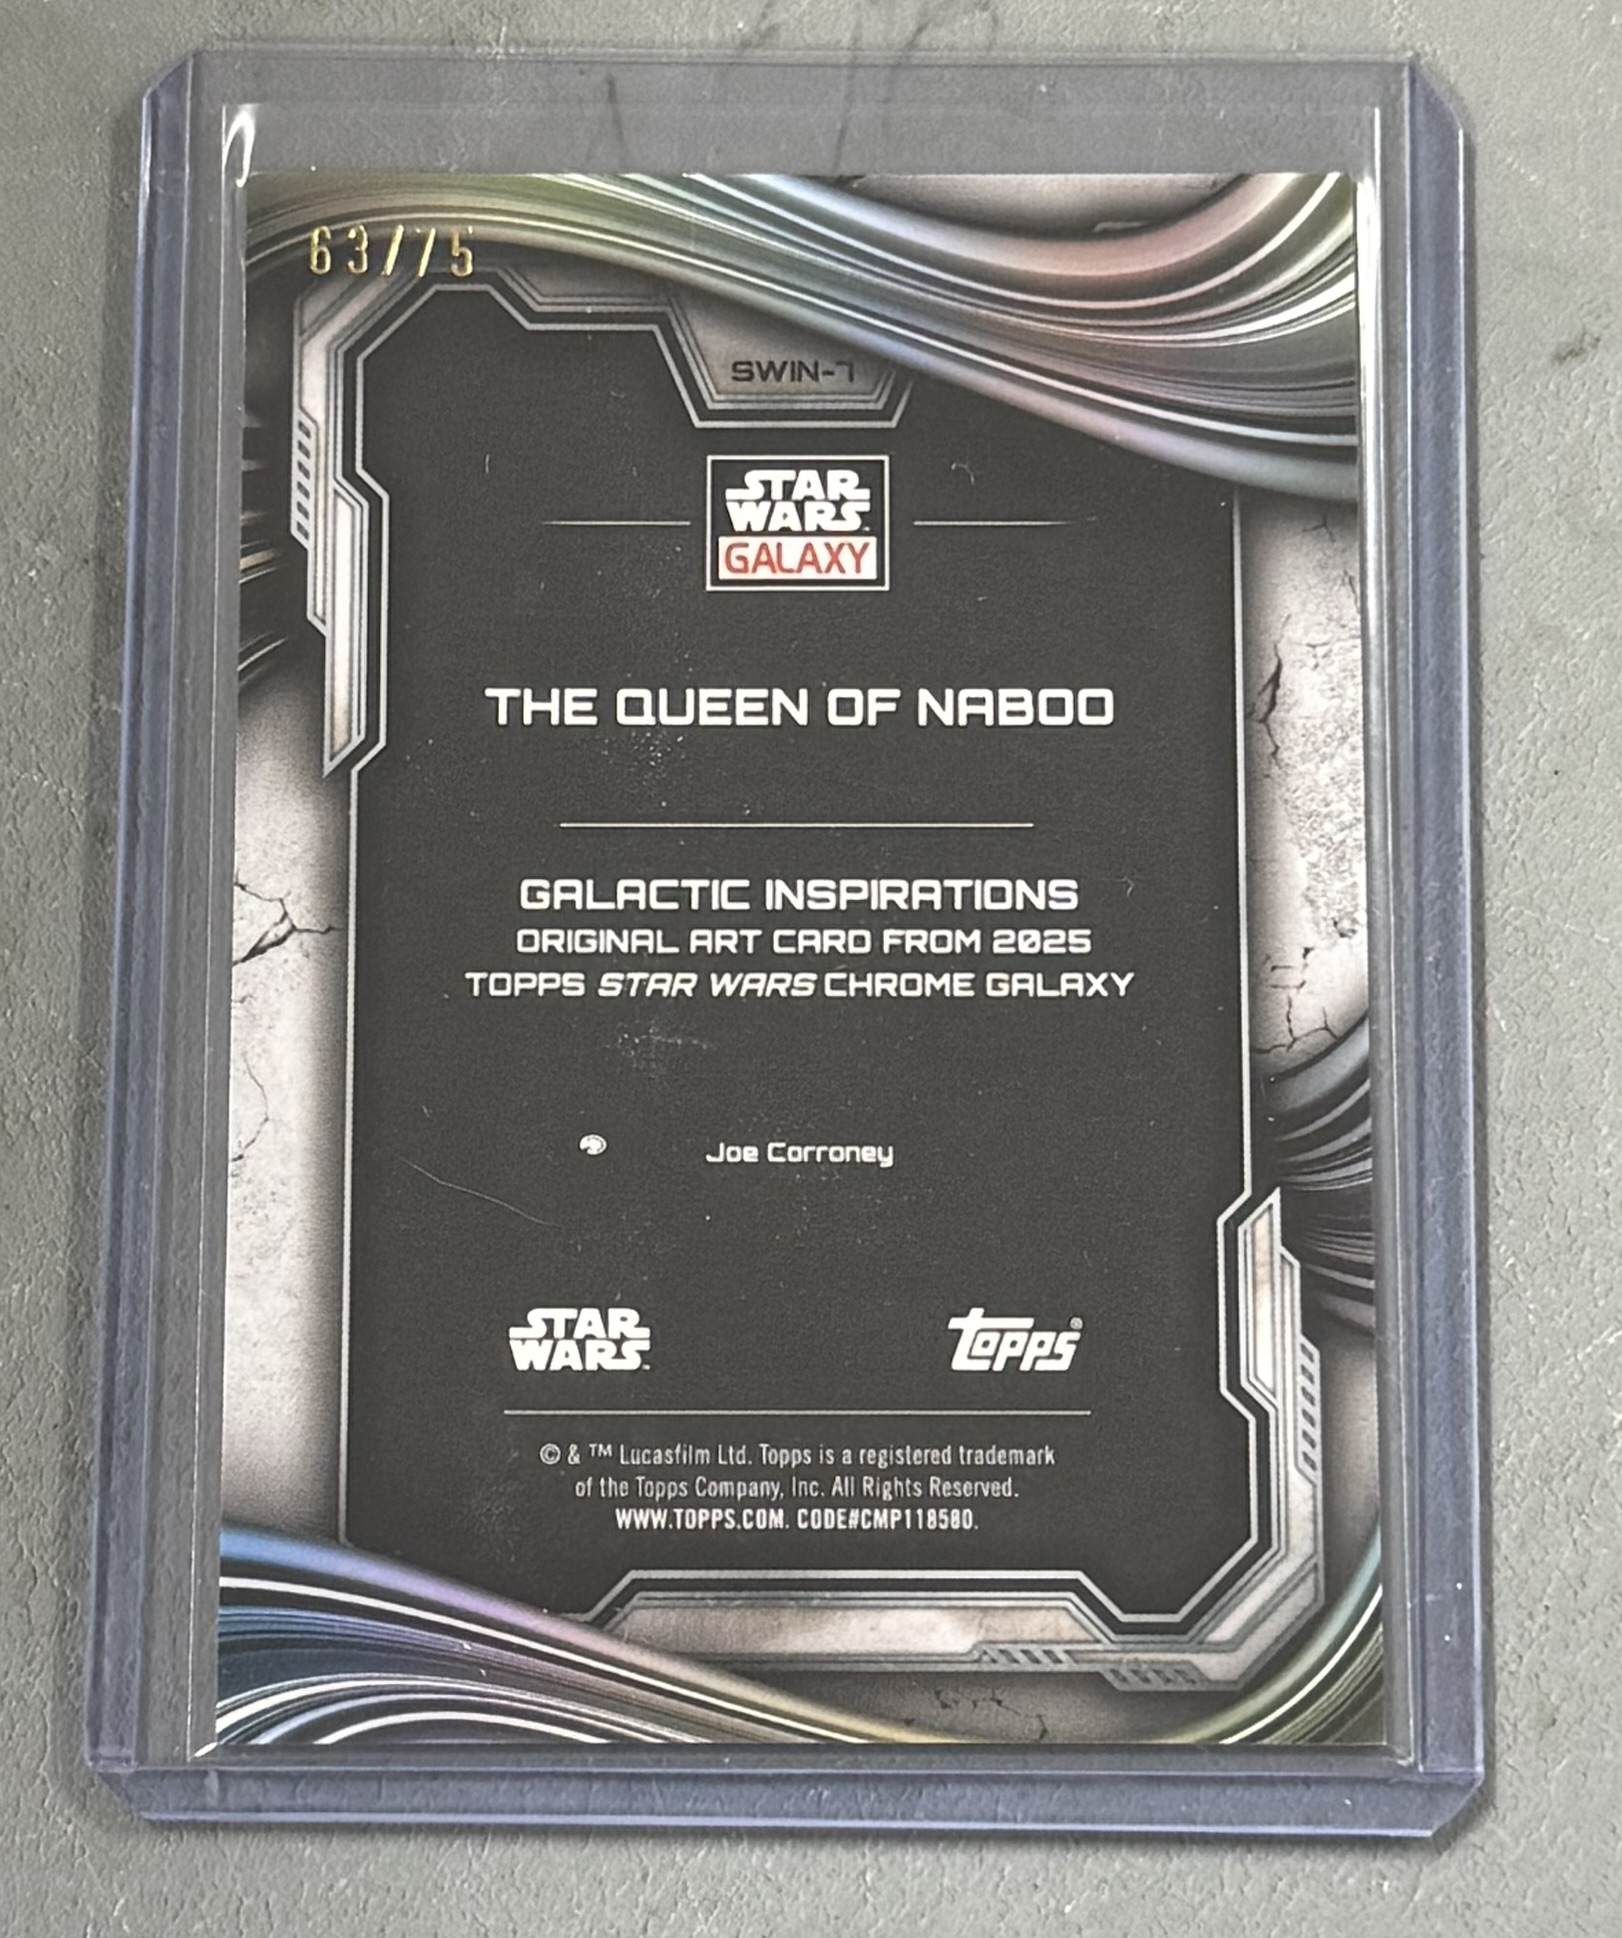 63/75
SWIN-7
STAR
WARS
GALAXY
THE QUEEN OF NABOO
GALACTIC INSPIRATIONS
ORIGINAL ART CARD FROM 2025
TOPPS STAR WARS CHROME GALAXY
Joe Corroney
STAR
WARS
topps®
© & ™ Lucasfilm Ltd. Topps is a registered trademark
of the Topps Company, Inc. All Rights Reserved.
WWW.TOPPS.COM. CODE#CMP118580.